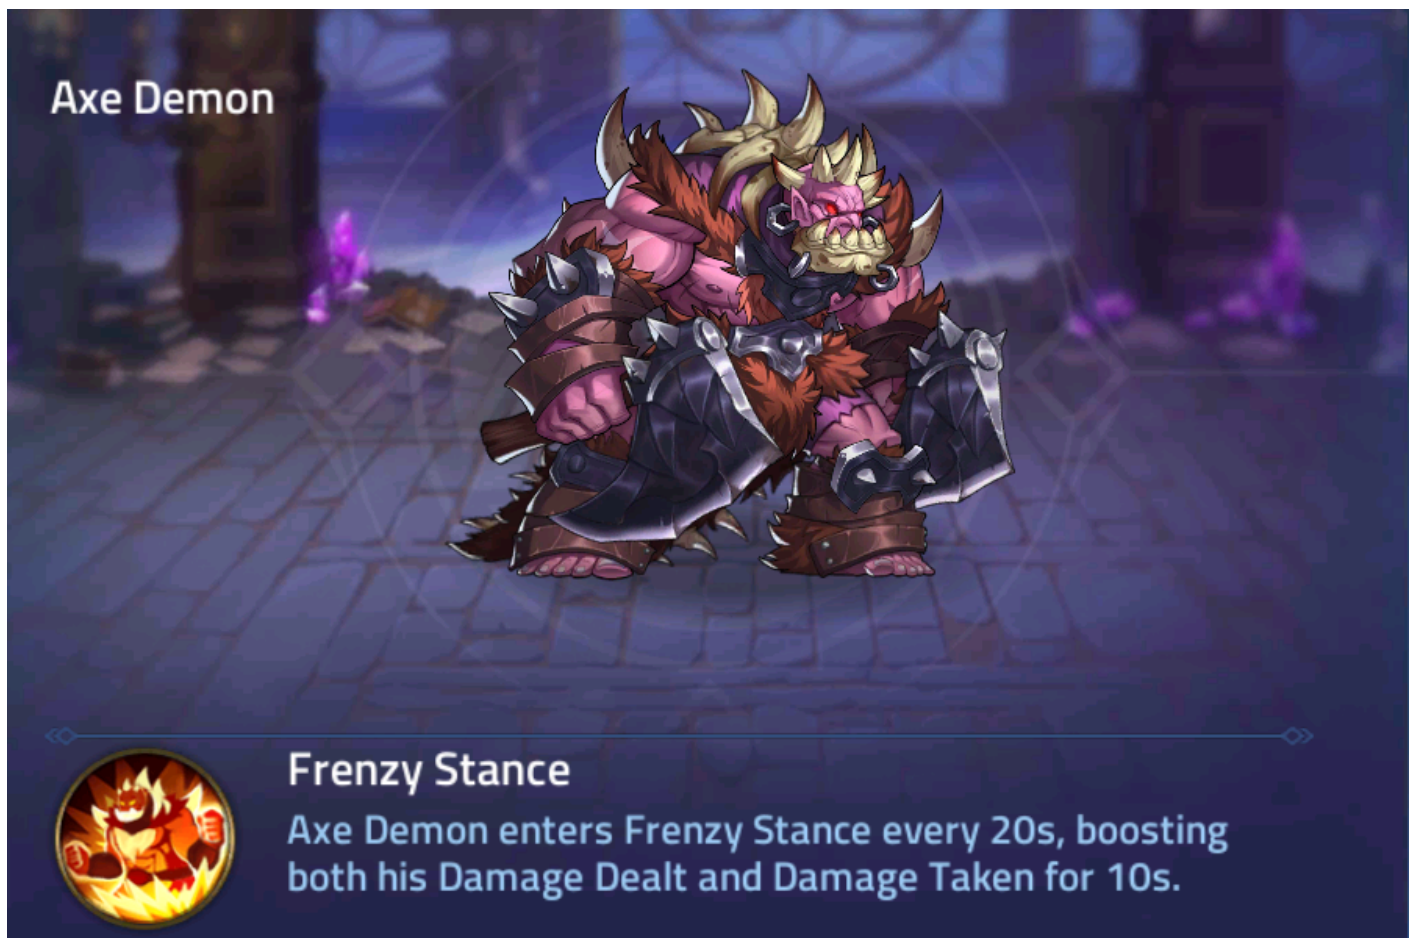 Axe Demon
Frenzy Stance
Axe Demon enters Frenzy Stance every 20s, boosting
both his Damage Dealt and Damage Taken for 10s.